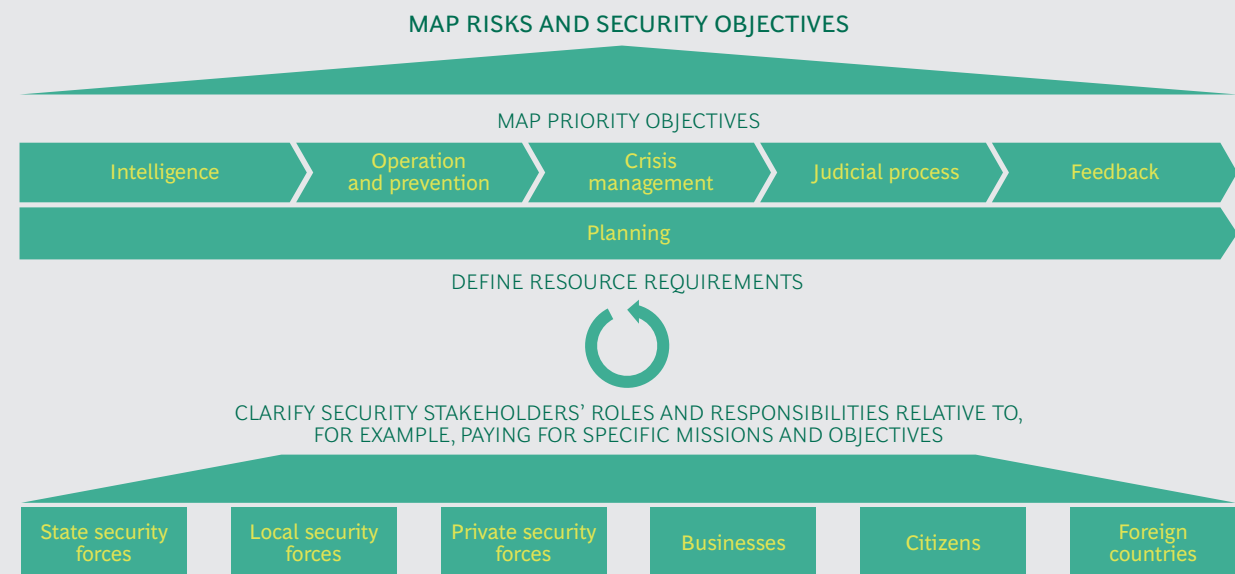 MAP RISKS AND SECURITY OBJECTIVES
MAP PRIORITY OBJECTIVES
Intelligence
Operation
and prevention
Crisis
management
Judicial process
Feedback
Planning
DEFINE RESOURCE REQUIREMENTS
CLARIFY SECURITY STAKEHOLDERS’ ROLES AND RESPONSIBILITIES RELATIVE TO,
FOR EXAMPLE, PAYING FOR SPECIFIC MISSIONS AND OBJECTIVES
State security
forces
Local security
forces
Private security
forces
Businesses
Citizens
Foreign
countries